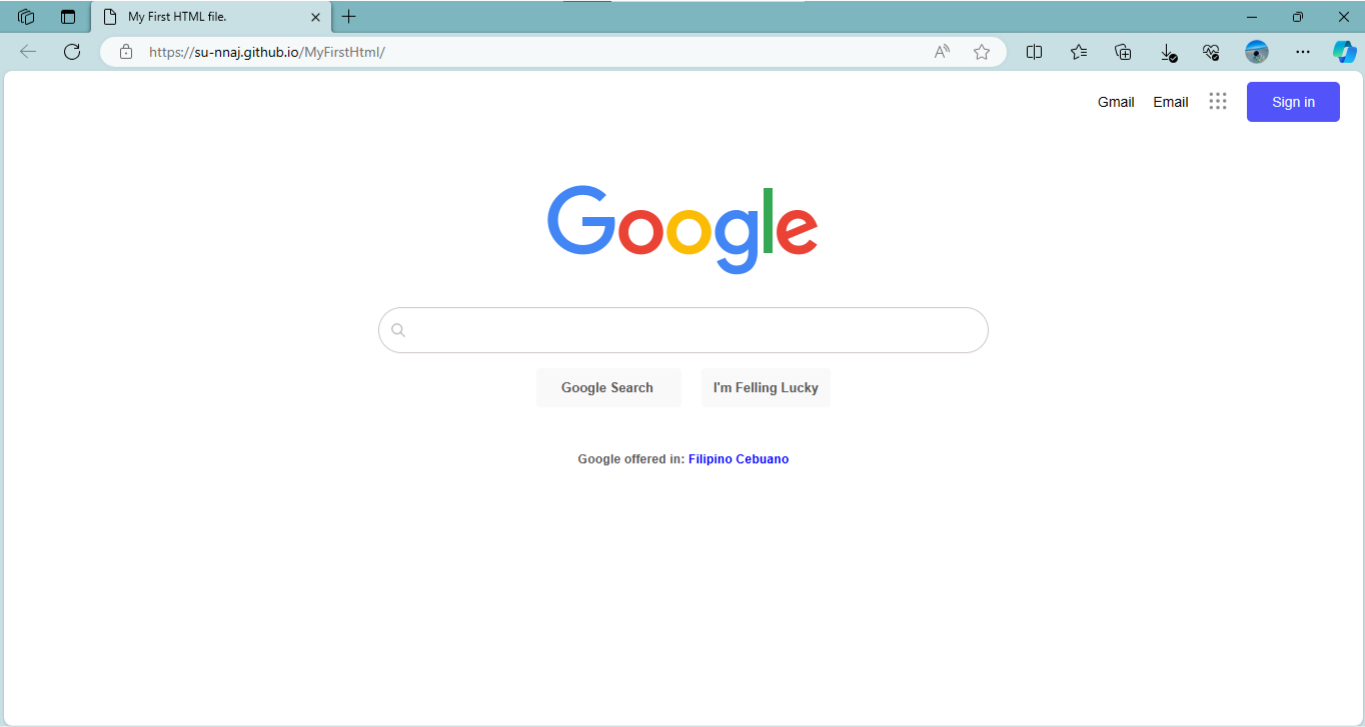 My First HTML file.
https://su-nnaj.github.io/MyFirstHtml/
Gmail Email Sign in
Google
Google Search I'm Felling Lucky
Google offered in: Filipino Cebuano